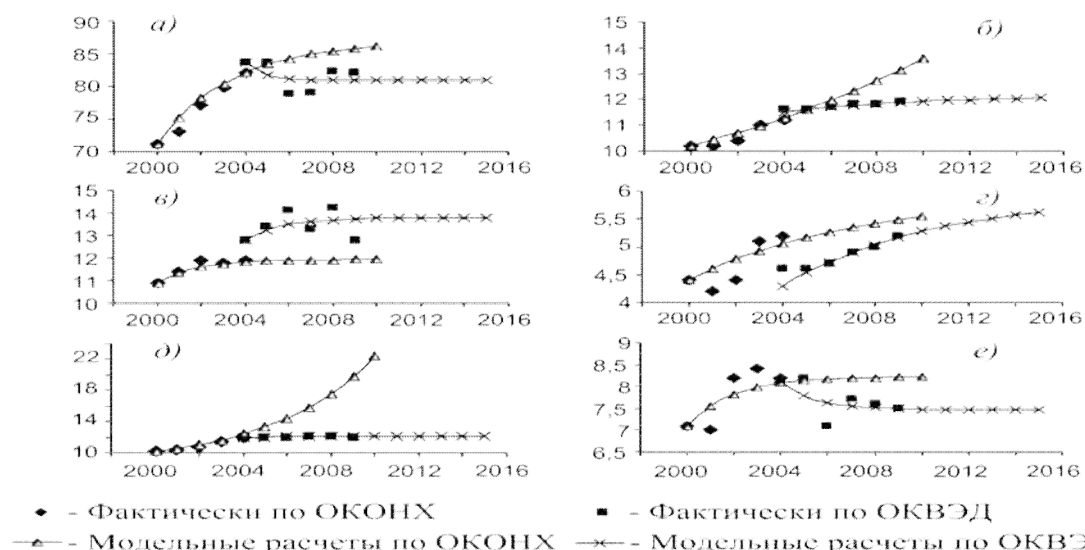 а) б)
90 15
85 14
80 13
75 12
11
70 10
2000 2004 2008 2012 2016 2000 2004 2008 2012 2016
в) г)
15 6
14 5,5
13 5
12
11 4,5
10 4
2000 2004 2008 2012 2016 2000 2004 2008 2012 2016
д) е)
22 9
8,5
18 8
14 7,5
7
10 6,5
2000 2004 2008 2012 2016 2000 2004 2008 2012 2016
- Фактически по ОКОНХ - Фактически по ОКВЭД
- Модельные расчеты по ОКОНХ - Модельные расчеты по ОКВЭ